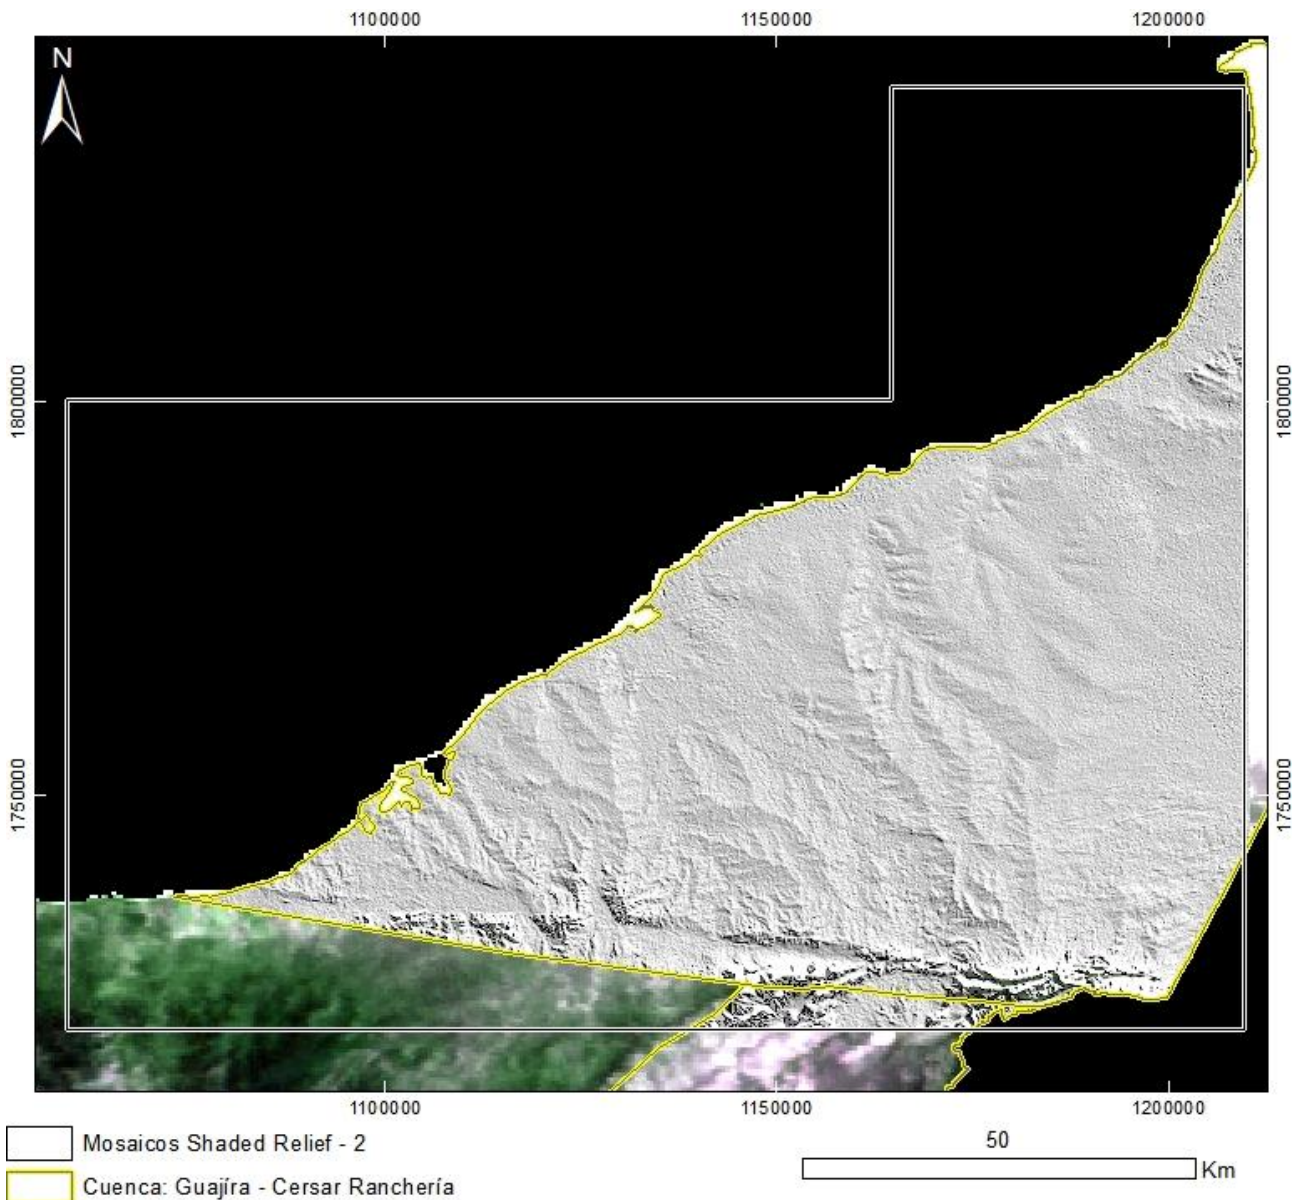 1100000 1150000 1200000
N
1800000 1800000
1750000 1750000
1100000 1150000 1200000
Mosaicos Shaded Relief - 2
50
Km
Cuenca: Guajíra - Cersar Ranchería